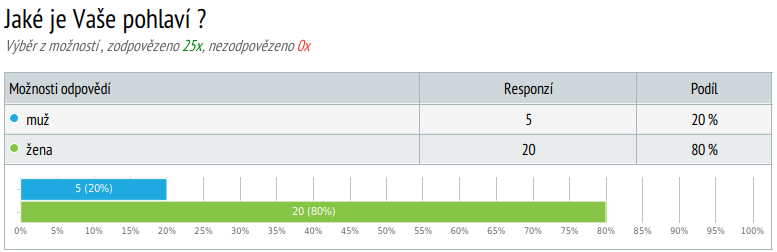 Jaké je Vaše pohlaví ?
Výběr z možností , zodpovězeno 25x, nezodpovězeno 0x
Možnosti odpovědí Responzí Podíl
muž 5 20 %
žena 20 80 %
5 (20%)
20 (80%)
0% 5% 10% 15% 20% 25% 30% 35% 40% 45% 50% 55% 60% 65% 70% 75% 80% 85% 90% 95% 100%